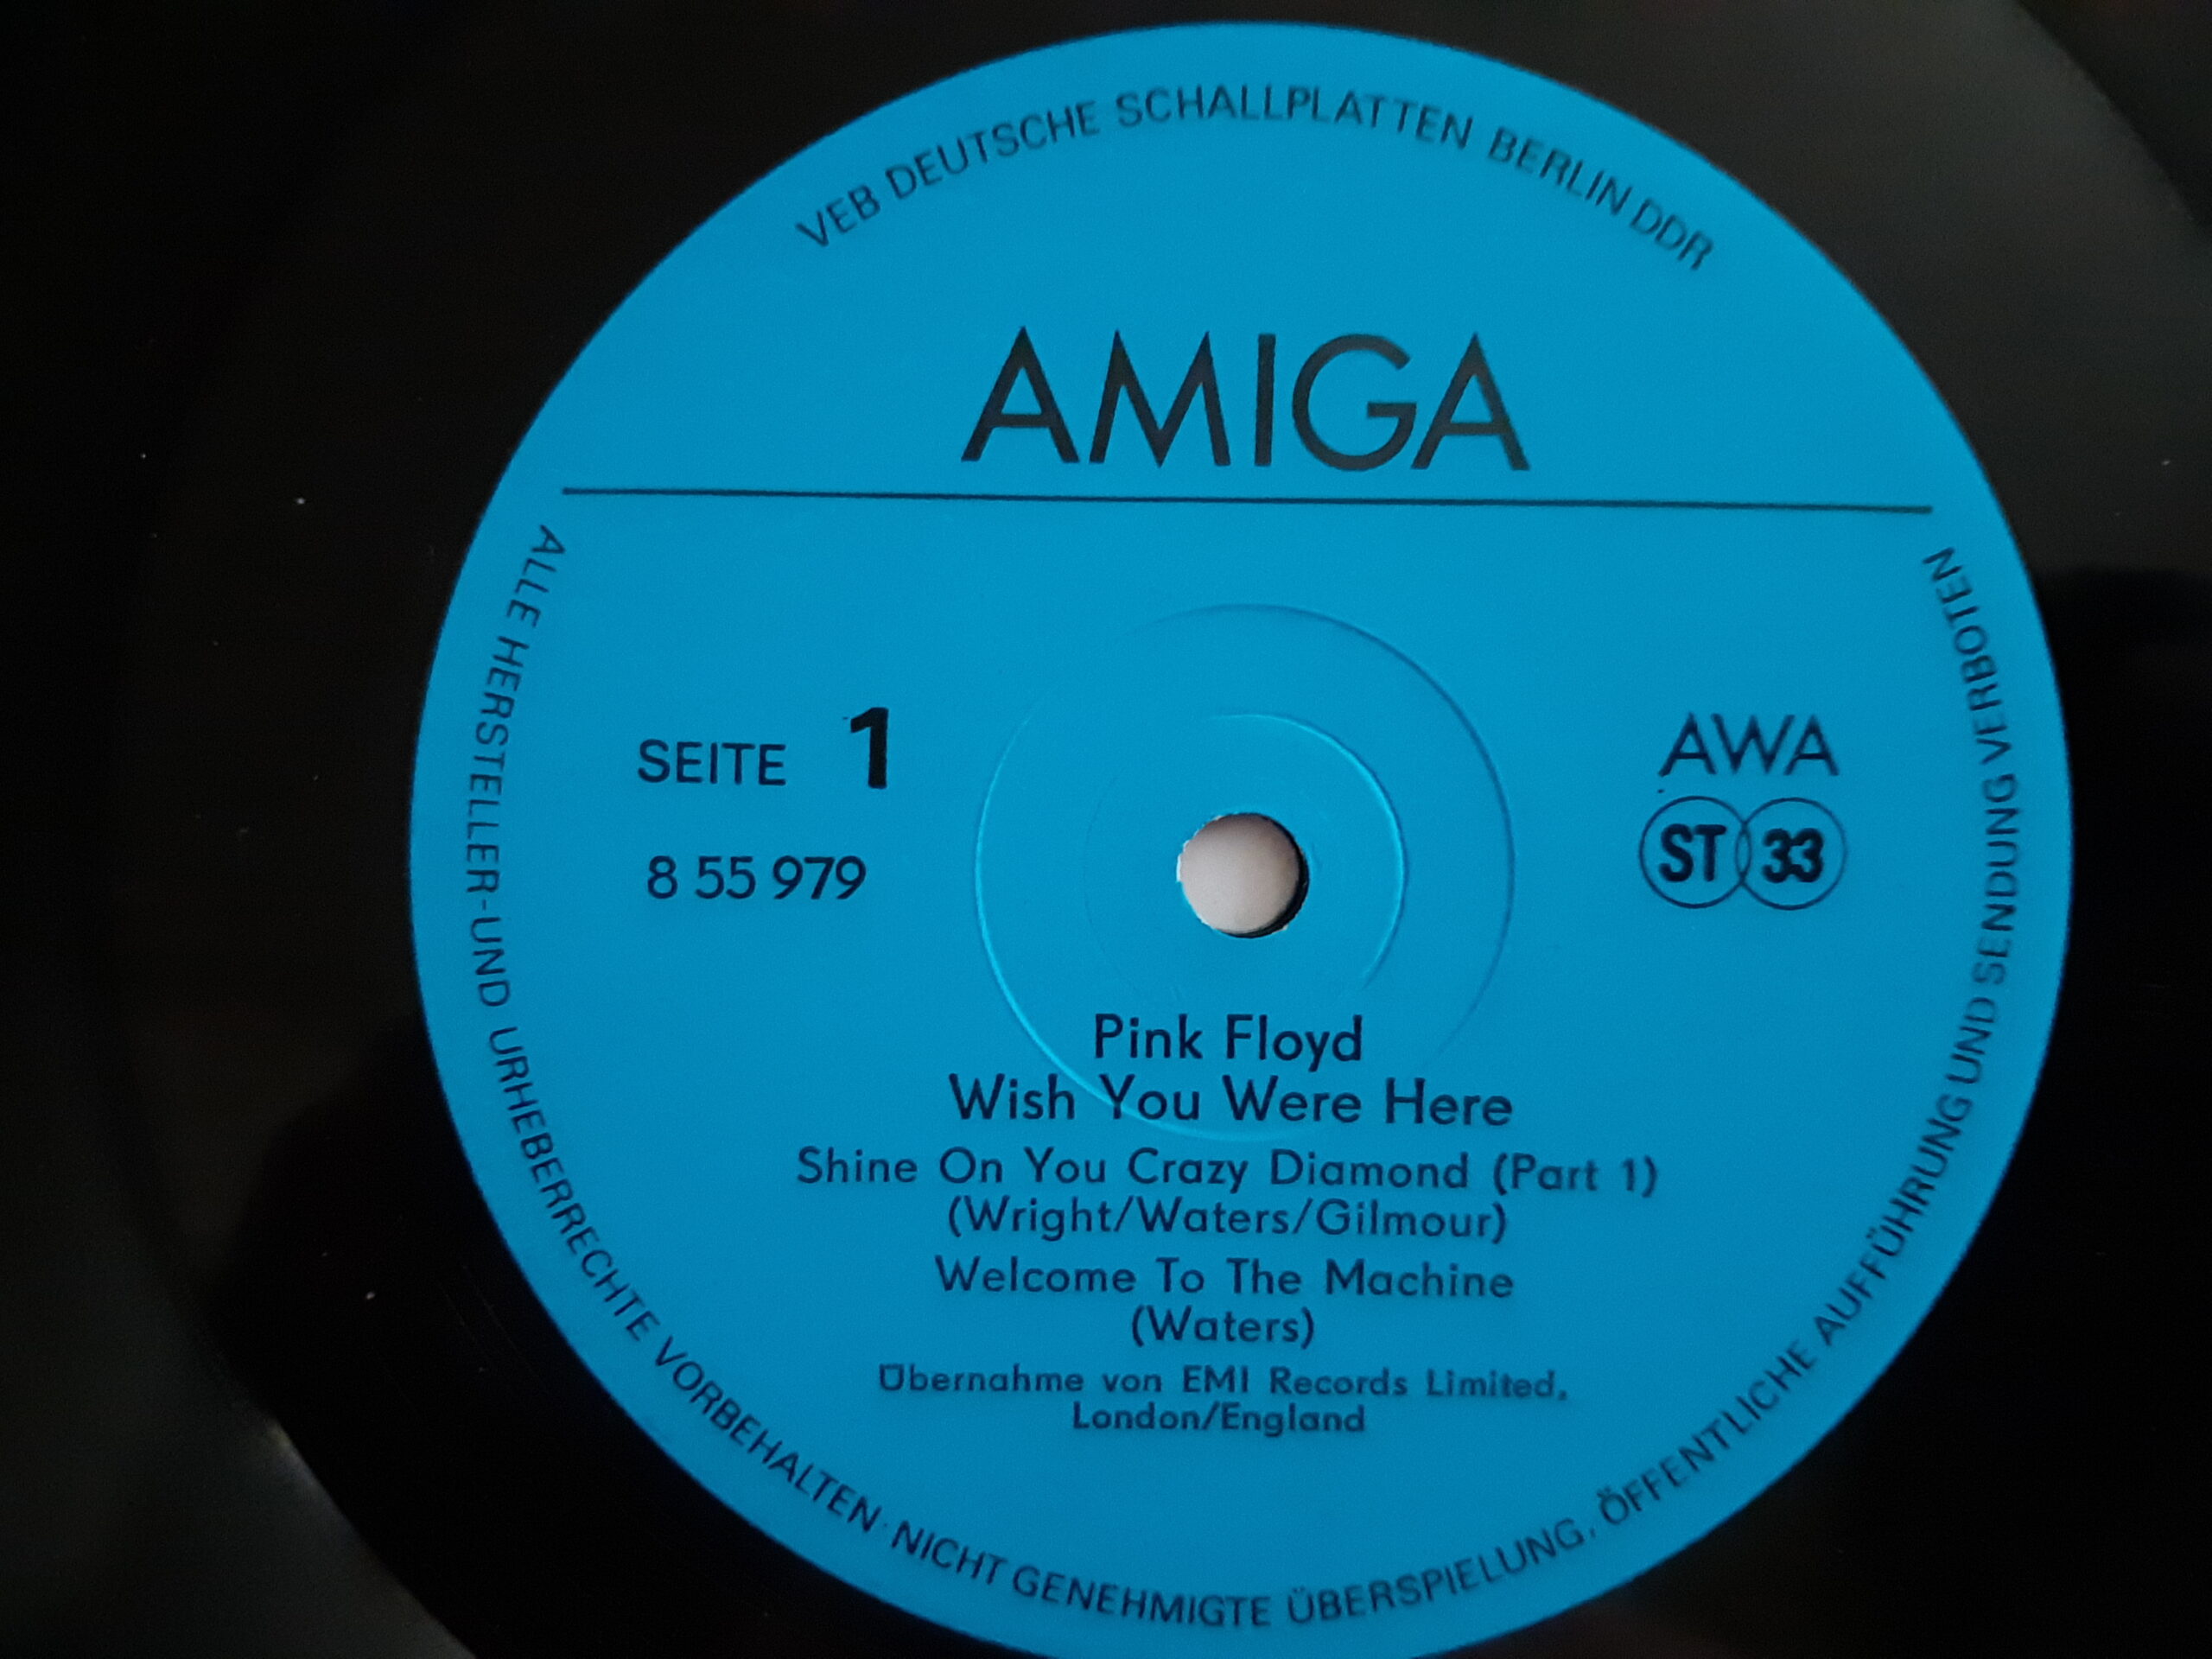 VEB DEUTSCHE SCHALLPLATTEN BERLIN DDR
AMIGA
SEITE 1
8 55 979
AWA
ST 33
Pink Floyd
Wish You Were Here
Shine On You Crazy Diamond (Part 1)
(Wright/Waters/Gilmour)
Welcome To The Machine
(Waters)
Übernahme von EMI Records Limited,
London/England
ALLE HERSTELLER-UND URHEBERRECHTE VORBEHALTEN · NICHT GENEHMIGTE ÜBERSPIELUNG, ÖFFENTLICHE AUFFÜHRUNG UND SENDUNG VERBOTEN